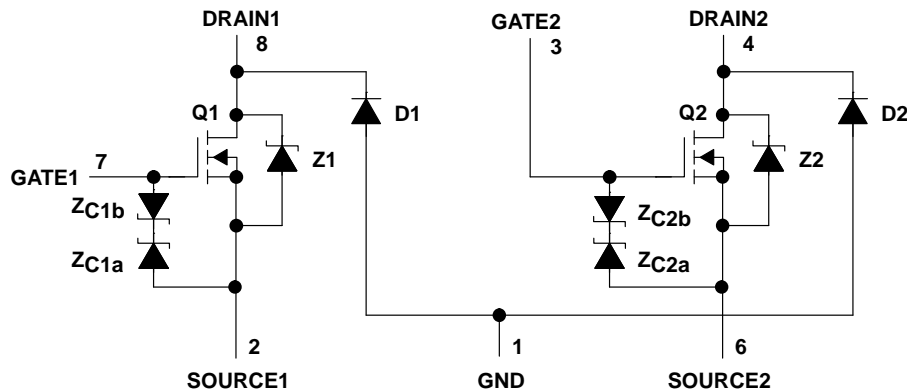 DRAIN1
8
GATE2
3
DRAIN2
4
Q1
D1
Q2
D2
Z1
Z2
7
GATE1
ZC1b
ZC1a
ZC2b
ZC2a
2
1
6
SOURCE1
GND
SOURCE2